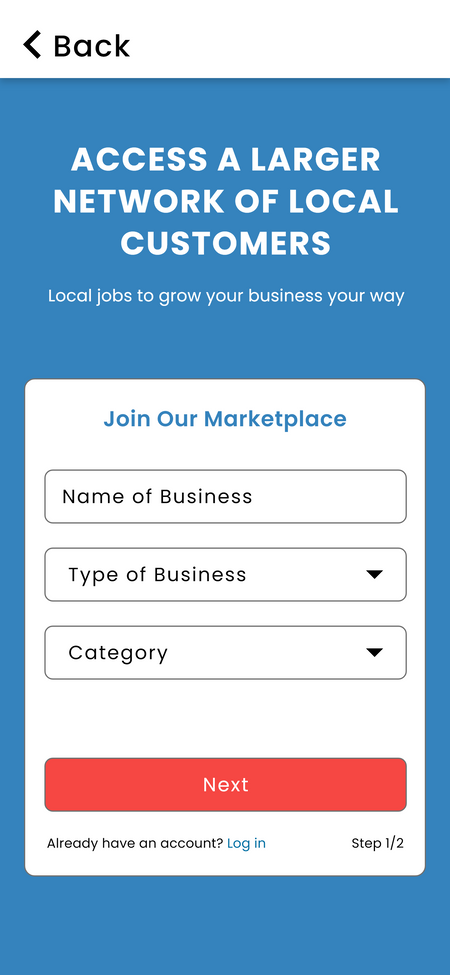 Back
ACCESS A LARGER
NETWORK OF LOCAL
CUSTOMERS
Local jobs to grow your business your way
Join Our Marketplace
Name of Business
Type of Business
Category
Next
Already have an account? Log in
Step 1/2